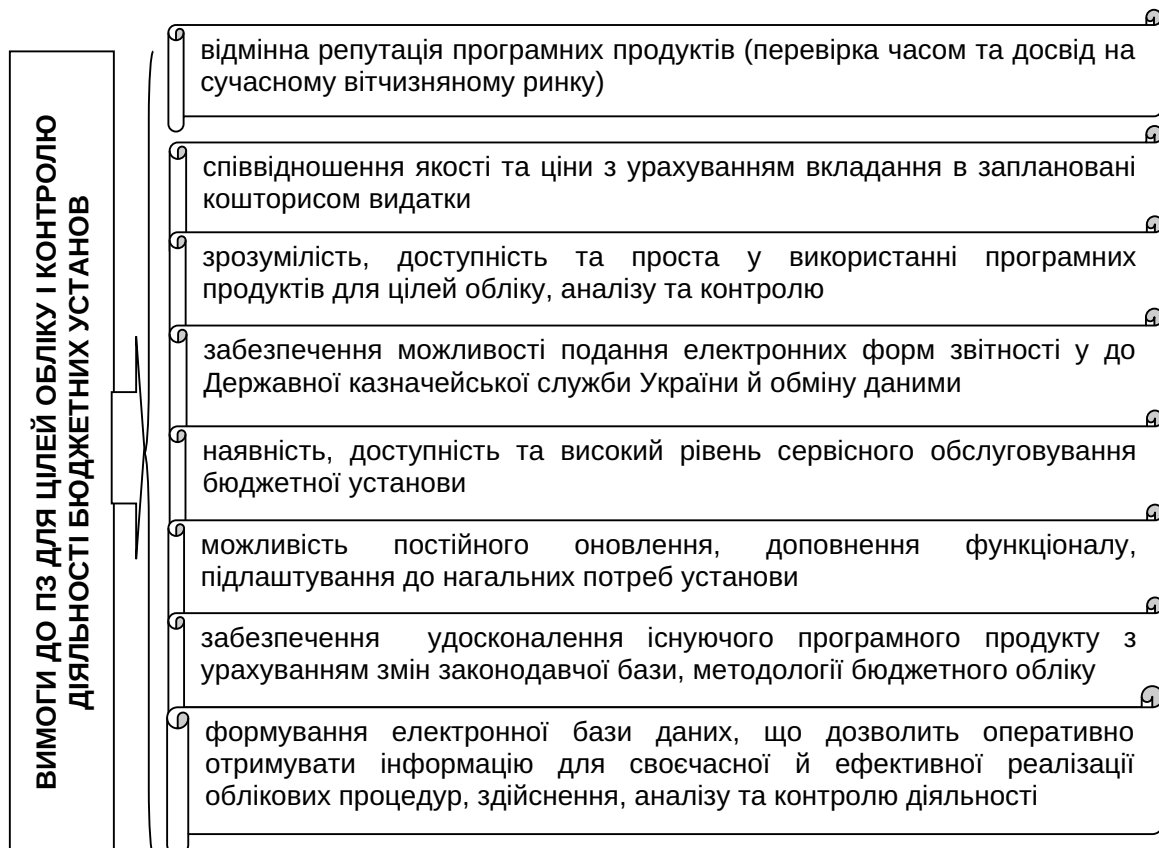 ВИМОГИ ДО ПЗ ДЛЯ ЦІЛЕЙ ОБЛІКУ І КОНТРОЛЮ
ДІЯЛЬНОСТІ БЮДЖЕТНИХ УСТАНОВ
відмінна репутація програмних продуктів (перевірка часом та досвід на
сучасному вітчизняному ринку)
співвідношення якості та ціни з урахуванням вкладання в заплановані
кошторисом видатки
зрозумілість, доступність та проста у використанні програмних
продуктів для цілей обліку, аналізу та контролю
забезпечення можливості подання електронних форм звітності у до
Державної казначейської служби України й обміну даними
наявність, доступність та високий рівень сервісного обслуговування
бюджетної установи
можливість постійного оновлення, доповнення функціоналу,
підлаштування до нагальних потреб установи
забезпечення удосконалення існуючого програмного продукту з
урахуванням змін законодавчої бази, методології бюджетного обліку
формування електронної бази даних, що дозволить оперативно
отримувати інформацію для своєчасної й ефективної реалізації
облікових процедур, здійснення, аналізу та контролю діяльності